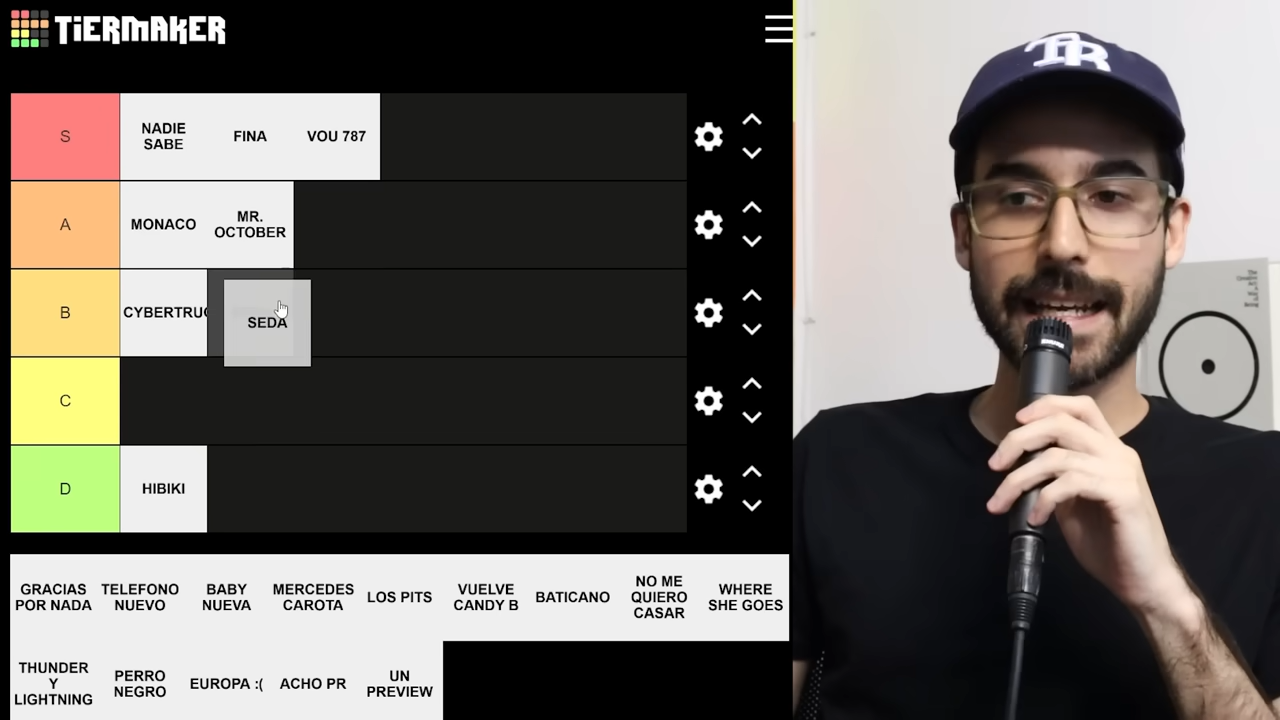 TiERMAKER
TR
S
NADIE
SABE
FINA
VOU 787
A
MONACO
MR.
OCTOBER
B
CYBERTRUC
SEDA
C
D
HIBIKI
GRACIAS
POR NADA
TELEFONO
NUEVO
BABY
NUEVA
MERCEDES
CAROTA
LOS PITS
VUELVE
CANDY B
BATICANO
NO ME
QUIERO
CASAR
WHERE
SHE GOES
THUNDER
Y
LIGHTNING
PERRO
NEGRO
EUROPA :(
ACHO PR
UN
PREVIEW